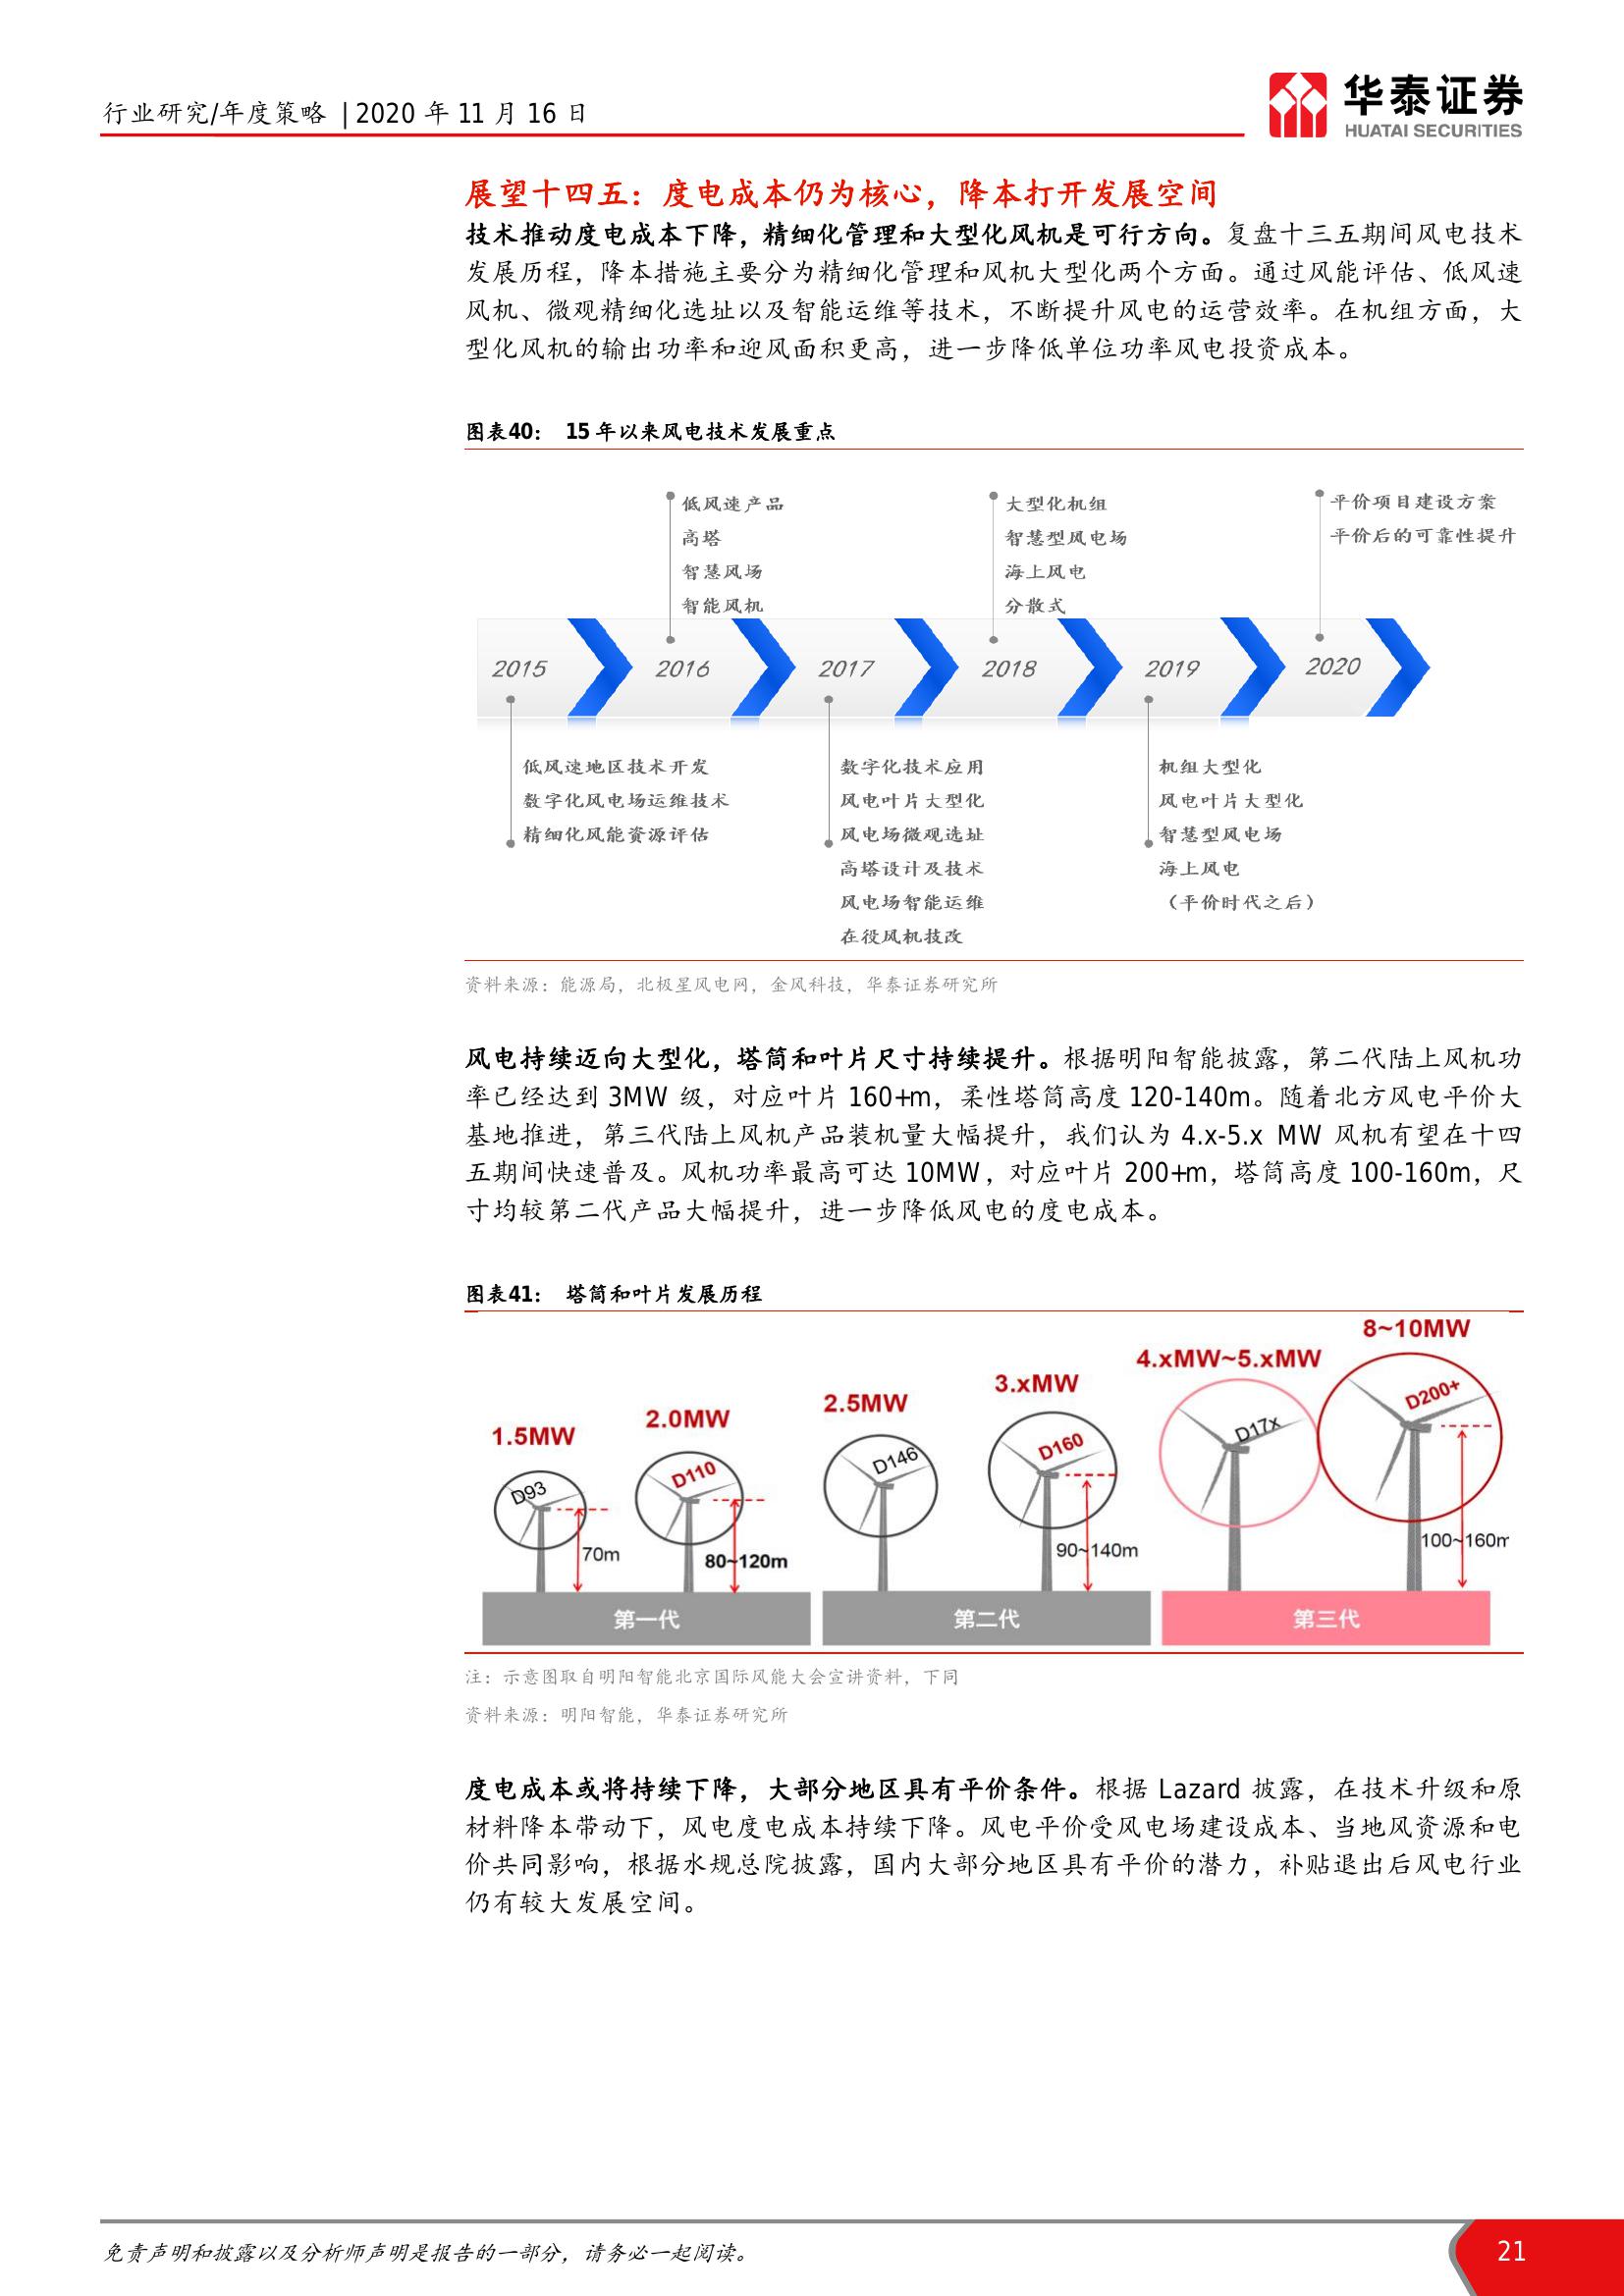 行业研究/年度策略 | 2020 年 11 月 16 日
华泰证券
HUATAI SECURITIES
展望十四五：度电成本仍为核心，降本打开发展空间
技术推动度电成本下降，精细化管理和大型化风机是可行方向。复盘十三五期间风电技术
发展历程，降本措施主要分为精细化管理和风机大型化两个方面。通过风能评估、低风速
风机、微观精细化选址以及智能运维等技术，不断提升风电的运营效率。在机组方面，大
型化风机的输出功率和迎风面积更高，进一步降低单位功率风电投资成本。
图表40： 15 年以来风电技术发展重点
低风速产品
高塔
智慧风场
智能风机
大型化机组
智慧型风电场
海上风电
分散式
平价项目建设方案
平价后的可靠性提升
2015 2016 2017 2018 2019 2020
低风速地区技术开发
数字化风电场运维技术
精细化风能资源评估
数字化技术应用
风电叶片大型化
风电场微观选址
高塔设计及技术
风电场智能运维
在役风机技改
机组大型化
风电叶片大型化
智慧型风电场
海上风电
（平价时代之后）
资料来源：能源局，北极星风电网，金风科技，华泰证券研究所
风电持续迈向大型化，塔筒和叶片尺寸持续提升。根据明阳智能披露，第二代陆上风机功
率已经达到 3MW 级，对应叶片 160+m，柔性塔筒高度 120-140m。随着北方风电平价大
基地推进，第三代陆上风机产品装机量大幅提升，我们认为 4.x-5.x MW 风机有望在十四
五期间快速普及。风机功率最高可达 10MW，对应叶片 200+m，塔筒高度 100-160m，尺
寸均较第二代产品大幅提升，进一步降低风电的度电成本。
图表41： 塔筒和叶片发展历程
1.5MW
D93
70m
2.0MW
D110
80~120m
第一代
2.5MW
D146
3.xMW
D160
90~140m
第二代
4.xMW~5.xMW
D17x
8~10MW
D200+
100~160m
第三代
注：示意图取自明阳智能北京国际风能大会宣讲资料，下同
资料来源：明阳智能，华泰证券研究所
度电成本或将持续下降，大部分地区具有平价条件。根据 Lazard 披露，在技术升级和原
材料降本带动下，风电度电成本持续下降。风电平价受风电场建设成本、当地风资源和电
价共同影响，根据水规总院披露，国内大部分地区具有平价的潜力，补贴退出后风电行业
仍有较大发展空间。
免责声明和披露以及分析师声明是报告的一部分，请务必一起阅读。
21